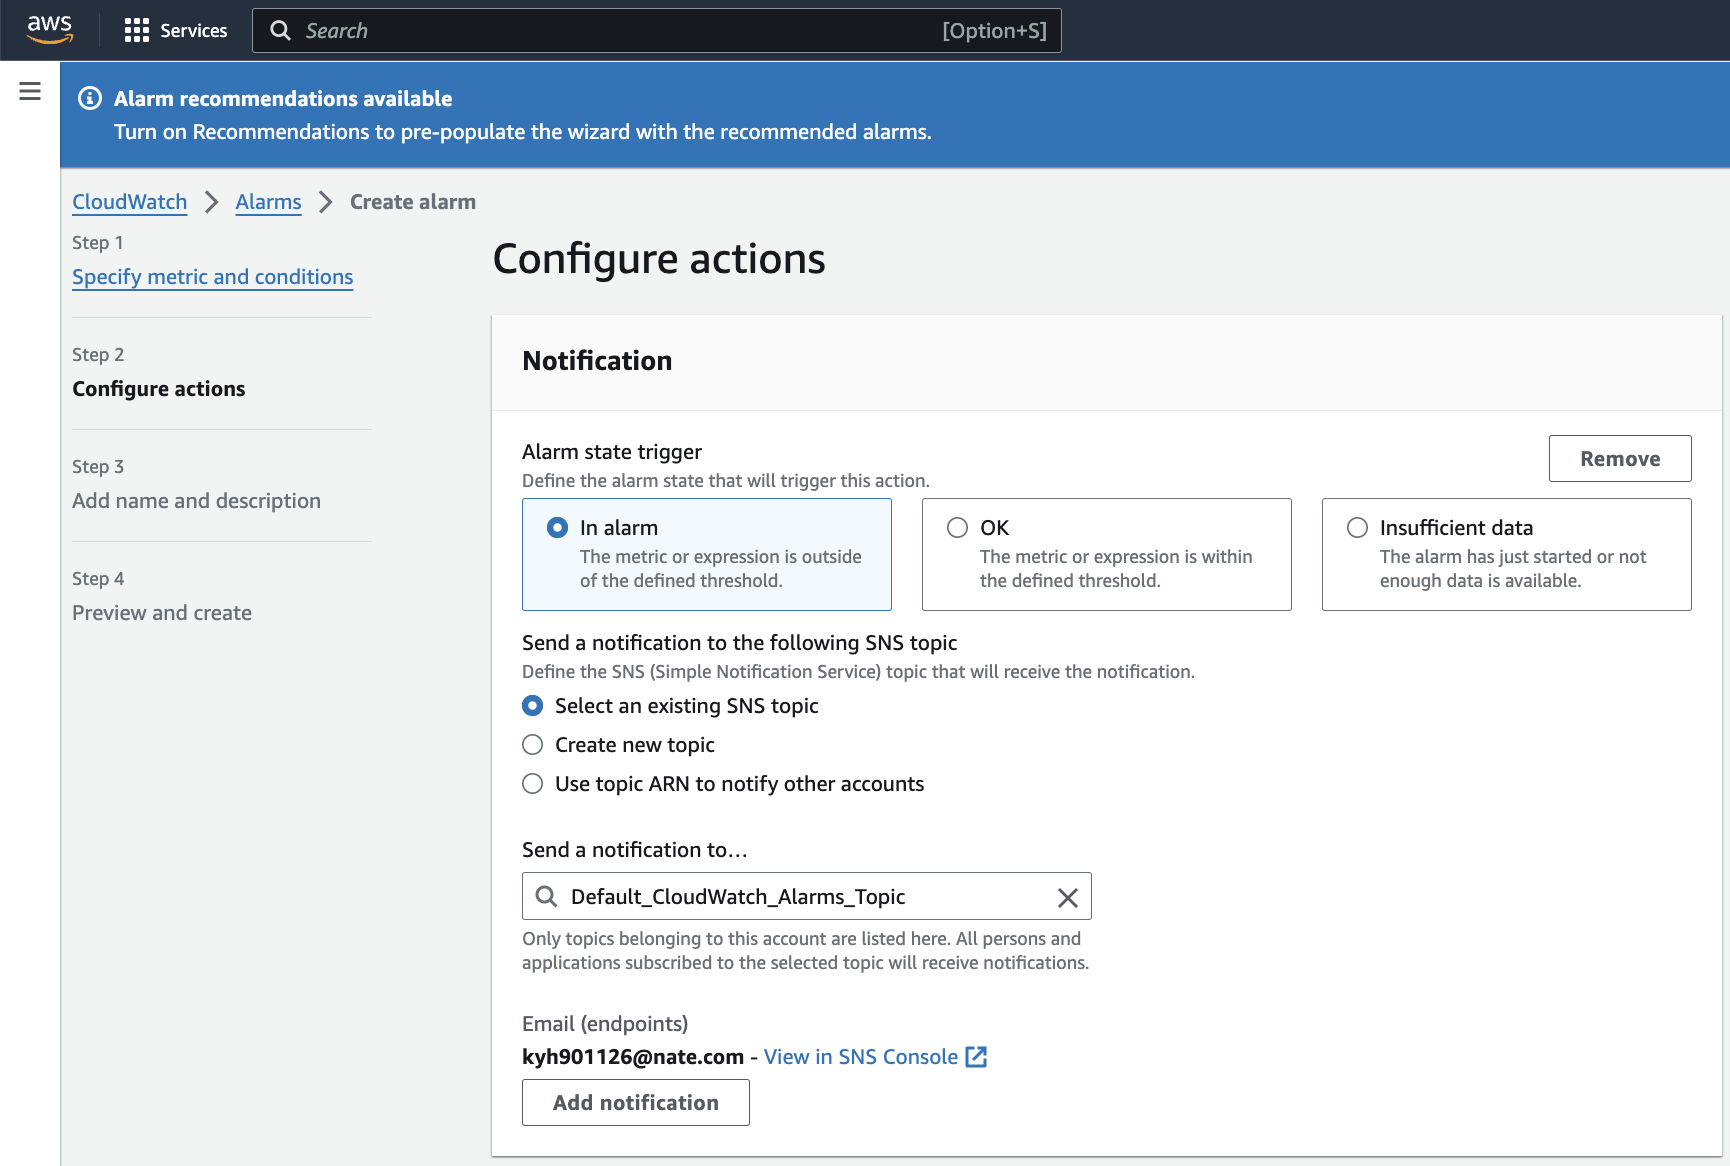 aws
Services
Search
[Option+S]
Alarm recommendations available
Turn on Recommendations to pre-populate the wizard with the recommended alarms.
CloudWatch
Alarms
Create alarm
Step 1
Specify metric and conditions
Step 2
Configure actions
Step 3
Add name and description
Step 4
Preview and create
Configure actions
Notification
Alarm state trigger
Define the alarm state that will trigger this action.
Remove
In alarm
The metric or expression is outside
of the defined threshold.
OK
The metric or expression is within
the defined threshold.
Insufficient data
The alarm has just started or not
enough data is available.
Send a notification to the following SNS topic
Define the SNS (Simple Notification Service) topic that will receive the notification.
Select an existing SNS topic
Create new topic
Use topic ARN to notify other accounts
Send a notification to…
Default_CloudWatch_Alarms_Topic
Only topics belonging to this account are listed here. All persons and
applications subscribed to the selected topic will receive notifications.
Email (endpoints)
kyh901126@nate.com - View in SNS Console
Add notification